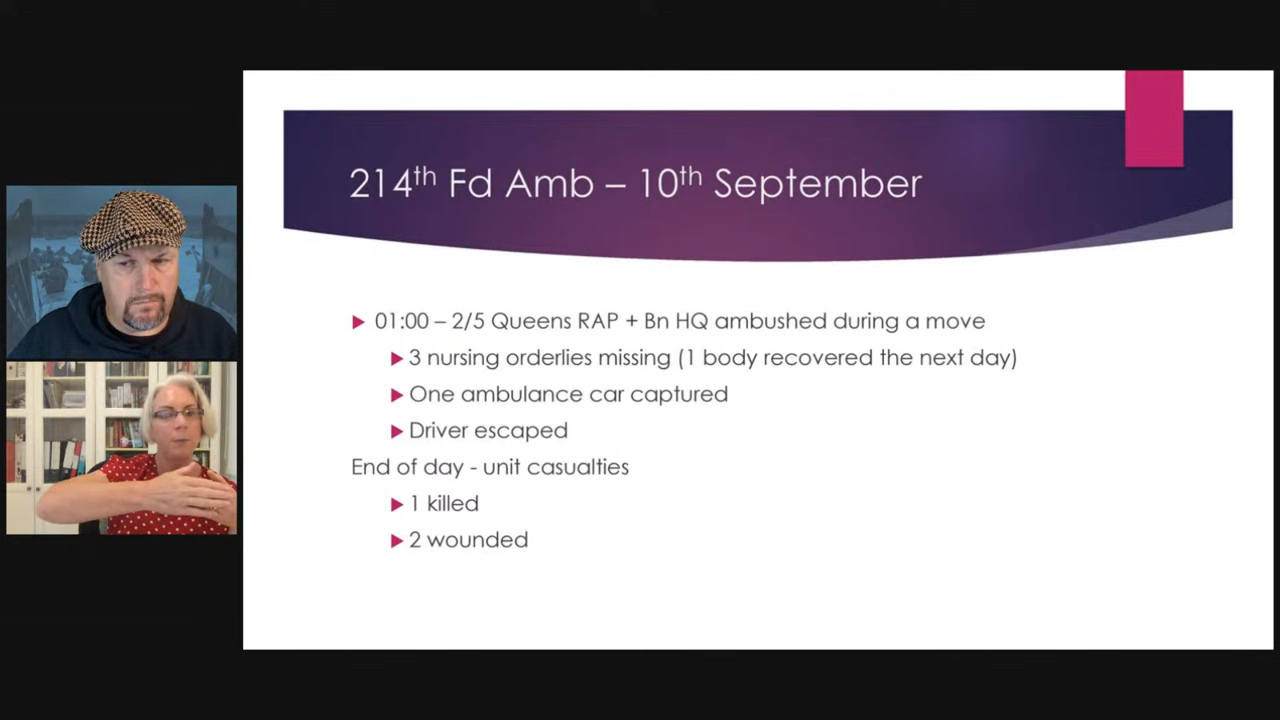 214th Fd Amb – 10th September
01:00 – 2/5 Queens RAP + Bn HQ ambushed during a move
3 nursing orderlies missing (1 body recovered the next day)
One ambulance car captured
Driver escaped
End of day - unit casualties
1 killed
2 wounded